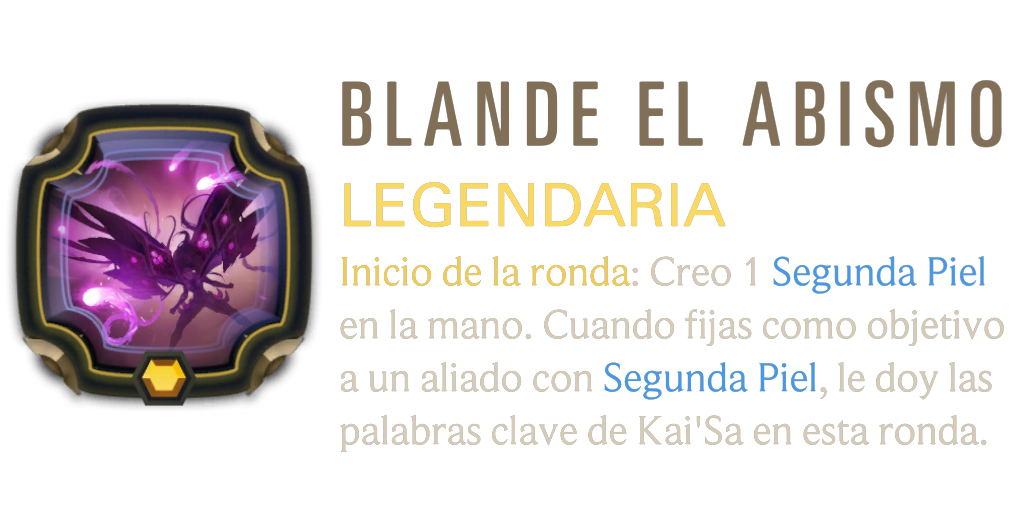 BLANDE EL ABISMO
LEGENDARIA
Inicio de la ronda: Creo 1 Segunda Piel
en la mano. Cuando fijas como objetivo
a un aliado con Segunda Piel, le doy las
palabras clave de Kai'Sa en esta ronda.